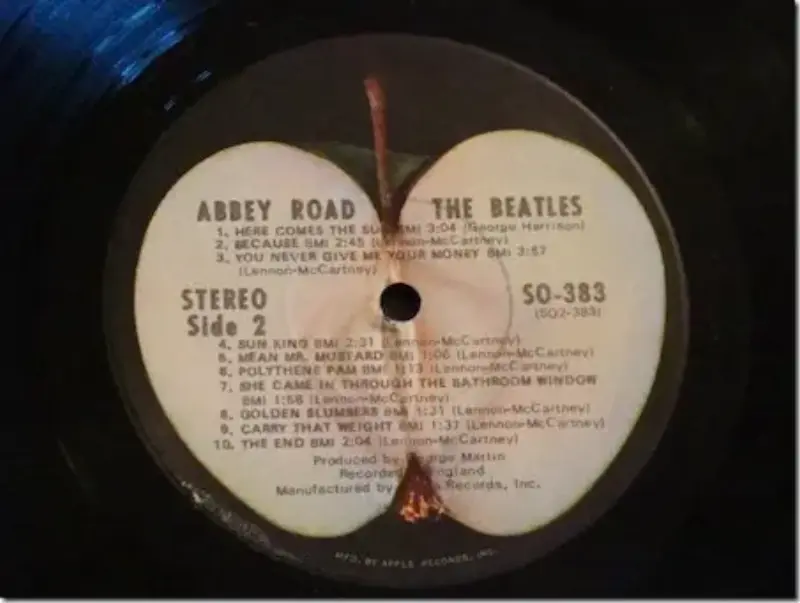 ABBEY ROAD THE BEATLES
1. HERE COMES THE SUN BMI 3:04 (George Harrison)
2. BECAUSE BMI 2:45 (Lennon-McCartney)
3. YOU NEVER GIVE ME YOUR MONEY BMI 3:57
(Lennon-McCartney)
STEREO SO-383
Side 2 (SO2-383)
4. SUN KING BMI 2:31 (Lennon-McCartney)
5. MEAN MR. MUSTARD BMI 1:06 (Lennon-McCartney)
6. POLYTHENE PAM BMI 1:13 (Lennon-McCartney)
7. SHE CAME IN THROUGH THE BATHROOM WINDOW
BMI 1:58 (Lennon-McCartney)
8. GOLDEN SLUMBERS BMI 1:31 (Lennon-McCartney)
9. CARRY THAT WEIGHT BMI 1:37 (Lennon-McCartney)
10. THE END BMI 2:04 (Lennon-McCartney)
Produced by George Martin
Recorded England
Manufactured by Records, Inc.
MFD. BY APPLE RECORDS, INC.